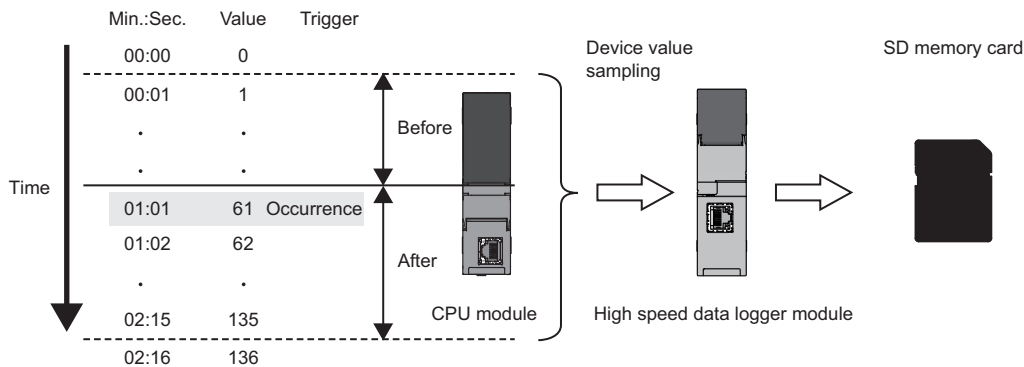 Min.:Sec. Value Trigger
00:00 0
00:01 1
. .
. .
01:01 61 Occurrence
01:02 62
. .
02:15 135
02:16 136
Time
Before
After
CPU module
Device value
sampling
High speed data logger module
SD memory card